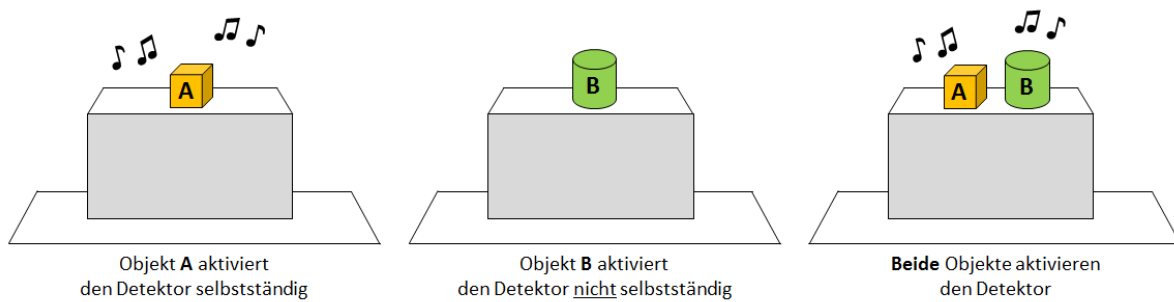 A
B
A
B
Objekt A aktiviert
den Detektor selbstständig
Objekt B aktiviert
den Detektor nicht selbstständig
Beide Objekte aktivieren
den Detektor